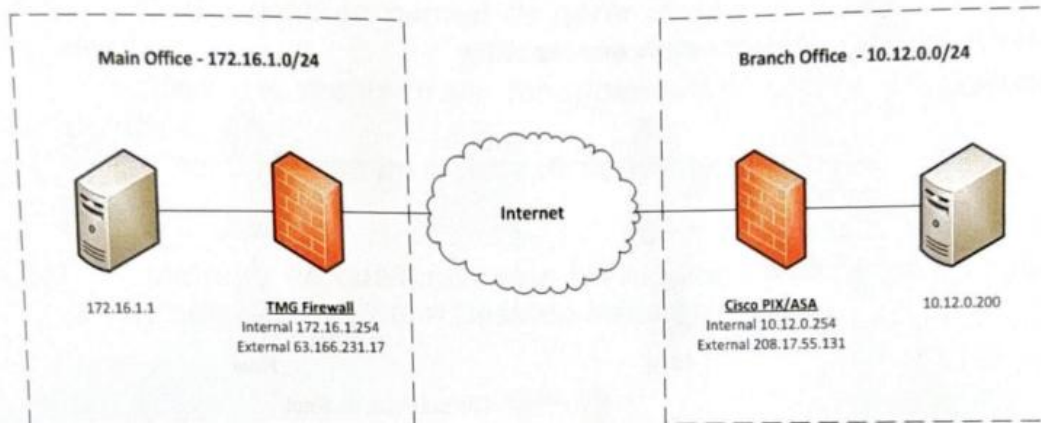 Main Office - 172.16.1.0/24
Branch Office - 10.12.0.0/24
Internet
172.16.1.1
TMG Firewall
Internal 172.16.1.254
External 63.166.231.17
Cisco PIX/ASA
Internal 10.12.0.254
External 208.17.55.131
10.12.0.200